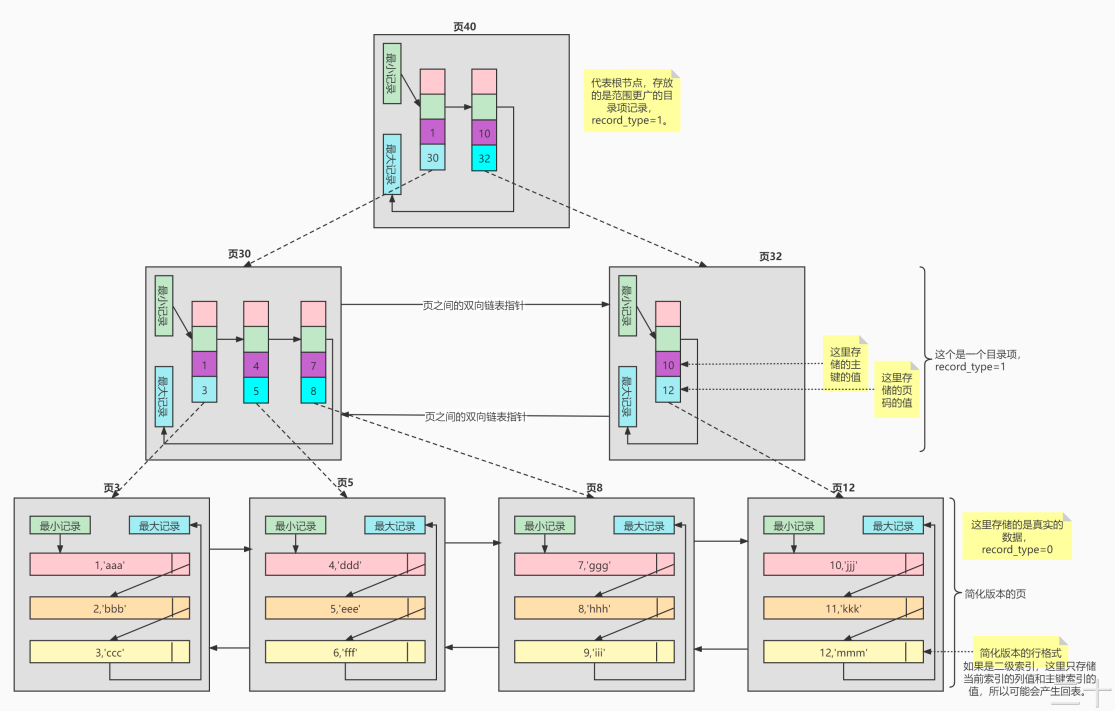 页40
最小记录
最大记录
1
30
10
32
代表根节点，存放
的是范围更广的目
录项记录，
record_type=1。
页30
最小记录
最大记录
1
3
4
5
7
8
页之间的双向链表指针
页之间的双向链表指针
页32
最小记录
最大记录
10
12
这里存
储的主
键的值
这里存
储的页
码的值
这个是一个目录项，
record_type=1
页3
最小记录
最大记录
1,'aaa'
2,'bbb'
3,'ccc'
页5
最小记录
最大记录
4,'ddd'
5,'eee'
6,'fff'
页8
最小记录
最大记录
7,'ggg'
8,'hhh'
9,'iii'
页12
最小记录
最大记录
10,'jjj'
11,'kkk'
12,'mmm'
这里存储的是真实的
数据，
record_type=0
简化版本的页
简化版本的行格式
如果是二级索引，这里只存储
当前索引的列值和主键索引的
值，所以可能会产生回表。
三十